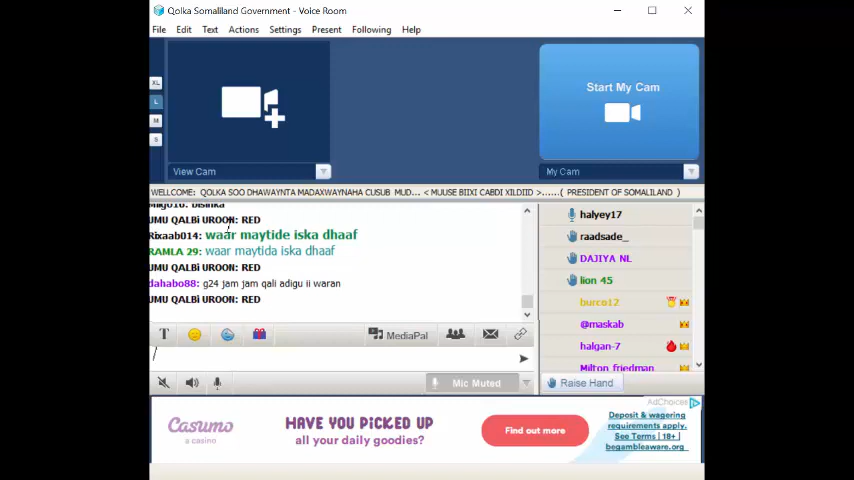 Qolka Somaliland Government - Voice Room
File Edit Text Actions Settings Present Following Help
XL
L
M
S
View Cam
Start My Cam
My Cam
WELLCOME: QOLKA SOO DHAWAYNTA MADAXWAYNAHA CUSUB MUD... < MUUSE BIIXI CABDI XILDIID >......( PRESIDENT OF SOMALILAND )
UMU QALBi UROON: RED
Rixaab014: waar maytide iska dhaaf
RAMLA 29: waar maytida iska dhaaf
UMU QALBi UROON: RED
dahabo88: g24 jam jam qali adigu ii waran
UMU QALBi UROON: RED
halyey17
raadsade_
DAJIYA NL
lion 45
burco12
@maskab
halgan-7
Milton friedman
T
MediaPal
Mic Muted
Raise Hand
Casumo
a casino
HAVE YOU PICKED UP
all your daily goodies?
Find out more
AdChoices
Deposit & wagering
requirements apply.
See Terms | 18+ |
begambleaware.org